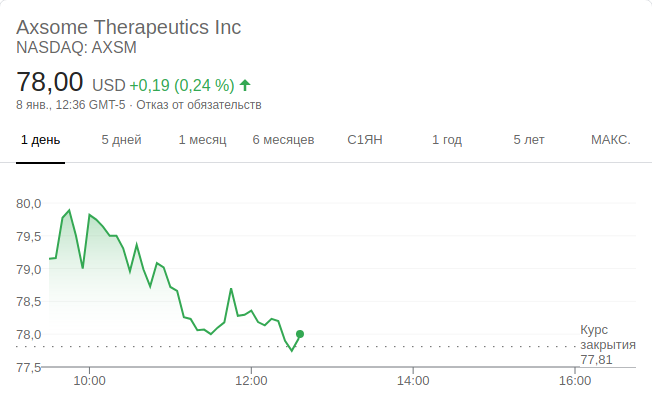 Axsome Therapeutics Inc
NASDAQ: AXSM
78,00 USD +0,19 (0,24 %)
8 янв., 12:36 GMT-5 · Отказ от обязательств
1 день 5 дней 1 месяц 6 месяцев С1ЯН 1 год 5 лет МАКС.
80,0
79,5
79,0
78,5
78,0
77,5
Курс
закрытия
77,81
10:00 12:00 14:00 16:00